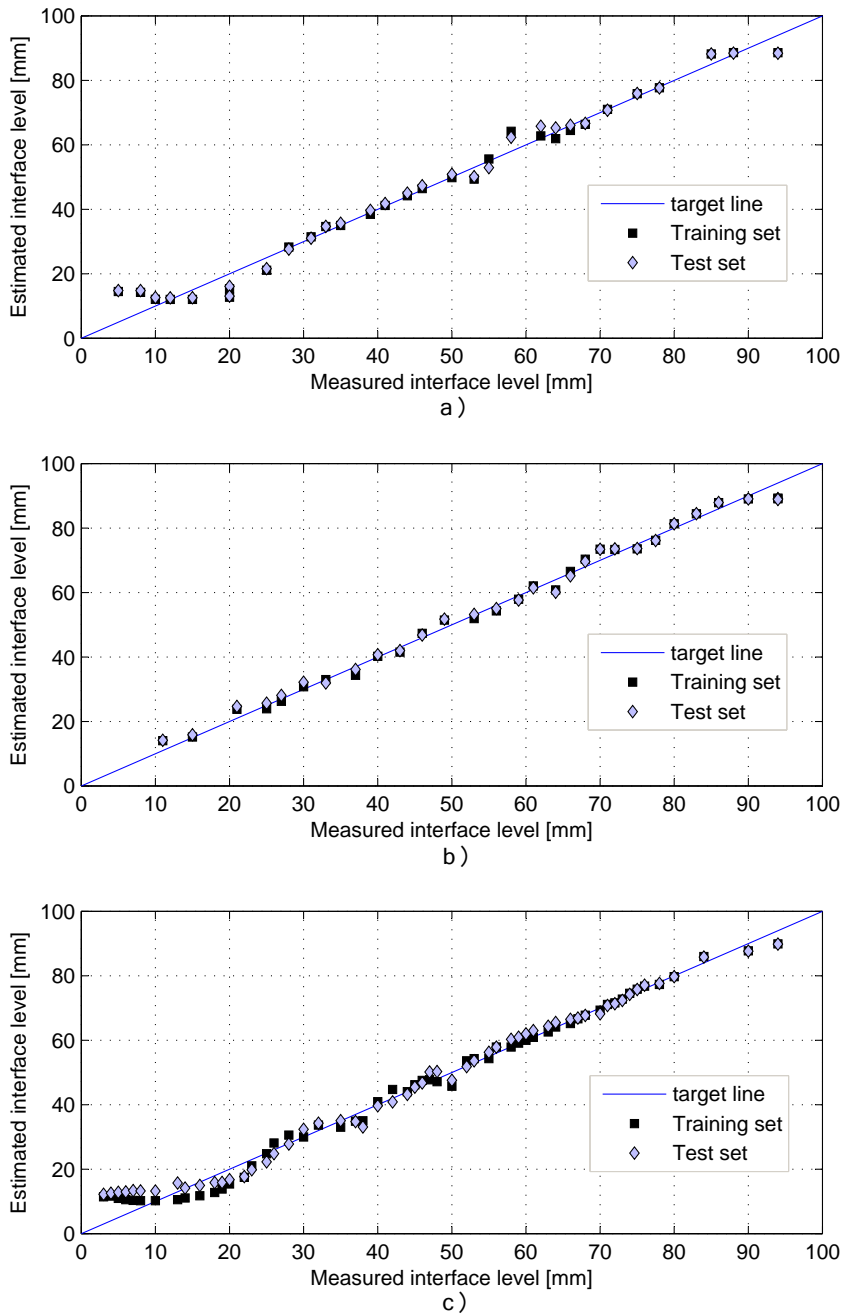 100
80
60
40
20
0
Estimated interface level [mm]
target line
Training set
Test set
0 10 20 30 40 50 60 70 80 90 100
Measured interface level [mm]
a)
100
80
60
40
20
0
Estimated interface level [mm]
target line
Training set
Test set
0 10 20 30 40 50 60 70 80 90 100
Measured interface level [mm]
b)
100
80
60
40
20
0
Estimated interface level [mm]
target line
Training set
Test set
0 10 20 30 40 50 60 70 80 90 100
Measured interface level [mm]
c)